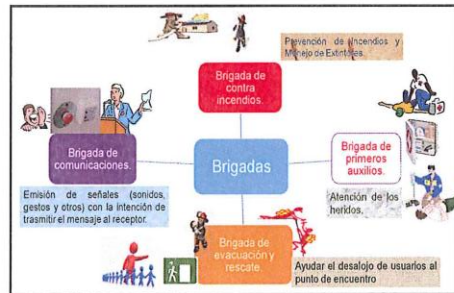 Prevención de Incendios y
Manejo de Extintores.
Brigada de
contra
incendios.
Brigada de
comunicaciones.
Brigadas
Brigada de
primeros
auxilios.
Emisión de señales (sonidos,
gestos y otros) con la intención de
trasmitir el mensaje al receptor.
Atención de los
heridos.
Brigada de
evacuación y
rescate.
Ayudar el desalojo de usuarios al
punto de encuentro